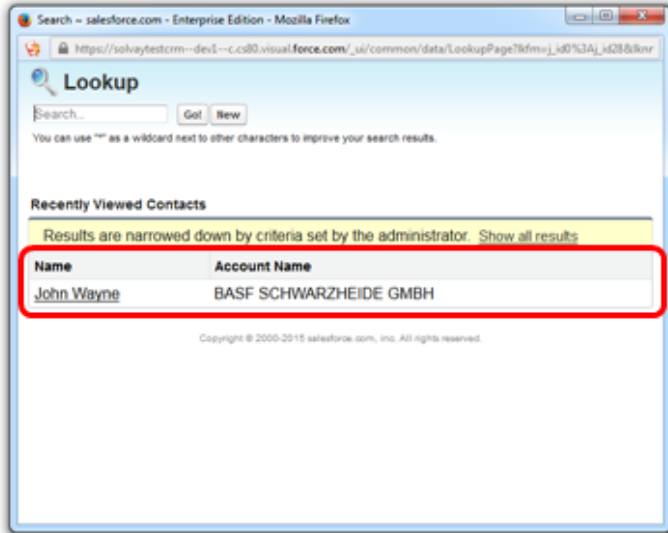 Search ~ salesforce.com - Enterprise Edition - Mozilla Firefox
https://solvaytestcrm--dev1--c.cs80.visual.force.com/_ui/common/data/LookupPage?lkfm=j_id0%3Aj_id28&lknr
Lookup
Search... Go! New
You can use "*" as a wildcard next to other characters to improve your search results.
Recently Viewed Contacts
Results are narrowed down by criteria set by the administrator. Show all results
Name Account Name
John Wayne BASF SCHWARZHEIDE GMBH
Copyright © 2000-2015 salesforce.com, inc. All rights reserved.